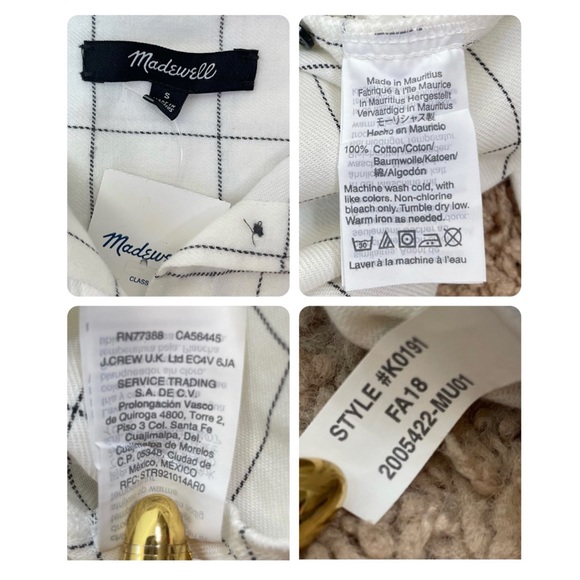 Madewell
S
Madew
CLASS
Made in Mauritius
Fabriqué à l'île Maurice
In Mauritius Hergestellt
Vervaardigd in Mauritius
モーリシャス製
Hecho en Mauricio
100% Cotton/Coton/
Baumwolle/Katoen/
綿/Algodón
Machine wash cold, with
like colors. Non-chlorine
bleach only. Tumble dry low.
Warm iron as needed.
30
Laver à la machine à l'eau
RN77388 CA56445
J.CREW U.K. Ltd EC4V 6JA
SERVICE TRADING
S.A. DE C.V.
Prolongación Vasco
de Quiroga 4800, Torre 2,
Piso 3 Col. Santa Fe
Cuajimalpa, Del.
Cuajimalpa de Morelos
C.P. 05348, Ciudad de
México, MEXICO
RFC:STR921014AR0
STYLE #K0191
FA18
2005422-MU01